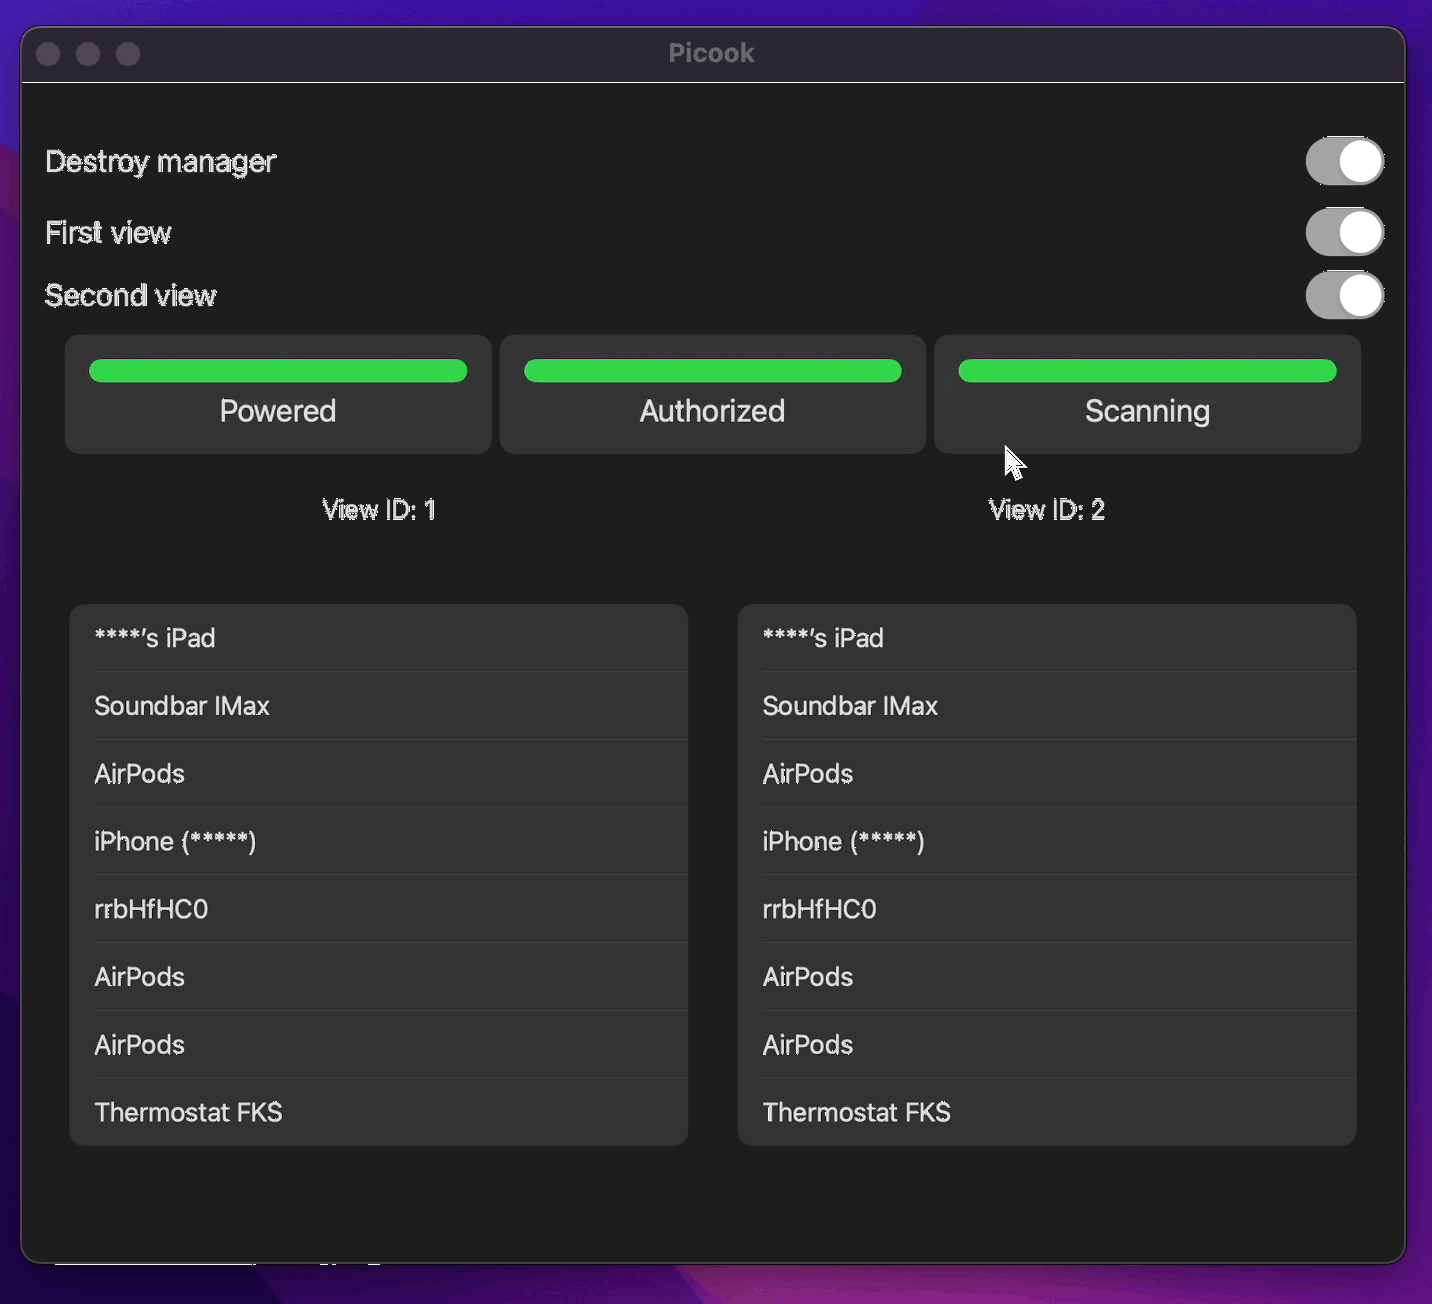 Picook
Destroy manager
First view
Second view
Powered
Authorized
Scanning
View ID: 1
View ID: 2
****’s iPad
Soundbar IMax
AirPods
iPhone (*****)
rrbHfHC0
AirPods
AirPods
Thermostat FKS
****’s iPad
Soundbar IMax
AirPods
iPhone (*****)
rrbHfHC0
AirPods
AirPods
Thermostat FKS